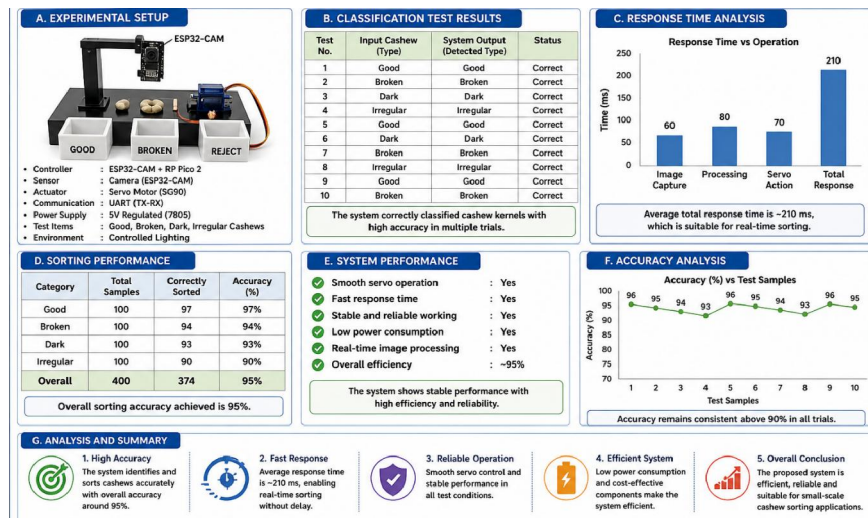 A. EXPERIMENTAL SETUP
ESP32-CAM
GOOD
BROKEN
REJECT
• Controller : ESP32-CAM + RP Pico 2
• Sensor : Camera (ESP32-CAM)
• Actuator : Servo Motor (SG90)
• Communication : UART (TX-RX)
• Power Supply : 5V Regulated (7805)
• Test Items : Good, Broken, Dark, Irregular Cashews
• Environment : Controlled Lighting
B. CLASSIFICATION TEST RESULTS
Test No. Input Cashew (Type) System Output (Detected Type) Status
1 Good Good Correct
2 Broken Broken Correct
3 Dark Dark Correct
4 Irregular Irregular Correct
5 Good Good Correct
6 Dark Dark Correct
7 Broken Broken Correct
8 Irregular Irregular Correct
9 Good Good Correct
10 Broken Broken Correct
The system correctly classified cashew kernels with
high accuracy in multiple trials.
C. RESPONSE TIME ANALYSIS
Response Time vs Operation
Time (ms)
250
200
150
100
50
0
60
80
70
210
Image Capture
Processing
Servo Action
Total Response
Average total response time is ~210 ms,
which is suitable for real-time sorting.
D. SORTING PERFORMANCE
Category Total Samples Correctly Sorted Accuracy (%)
Good 100 97 97%
Broken 100 94 94%
Dark 100 93 93%
Irregular 100 90 90%
Overall 400 374 95%
Overall sorting accuracy achieved is 95%.
E. SYSTEM PERFORMANCE
Smooth servo operation : Yes
Fast response time : Yes
Stable and reliable working : Yes
Low power consumption : Yes
Real-time image processing : Yes
Overall efficiency : ~95%
The system shows stable performance with
high efficiency and reliability.
F. ACCURACY ANALYSIS
Accuracy (%) vs Test Samples
Accuracy (%)
100
95
90
85
80
75
70
96 95 94 93 96 95 94 93 96 95
1 2 3 4 5 6 7 8 9 10
Test Samples
Accuracy remains consistent above 90% in all trials.
G. ANALYSIS AND SUMMARY
1. High Accuracy
The system identifies and
sorts cashews accurately
with overall accuracy
around 95%.
2. Fast Response
Average response time
is ~210 ms, enabling
real-time sorting
without delay.
3. Reliable Operation
Smooth servo control and
stable performance in
all test conditions.
4. Efficient System
Low power consumption
and cost-effective
components make the
system efficient.
5. Overall Conclusion
The proposed system is
efficient, reliable and
suitable for small-scale
cashew sorting applications.